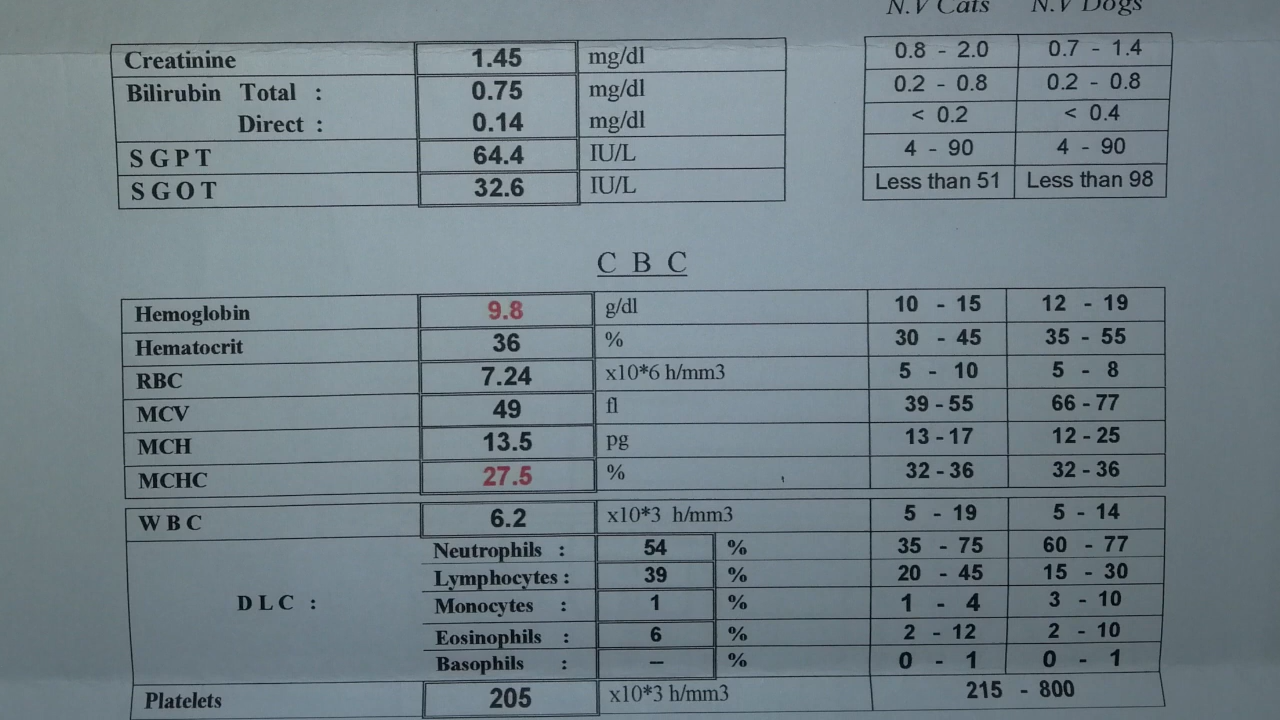 N.V Cats N.V Dogs
Creatinine 1.45 mg/dl 0.8 - 2.0 0.7 - 1.4
Bilirubin Total : 0.75 mg/dl 0.2 - 0.8 0.2 - 0.8
Direct : 0.14 mg/dl < 0.2 < 0.4
S G P T 64.4 IU/L 4 - 90 4 - 90
S G O T 32.6 IU/L Less than 51 Less than 98
C B C
Hemoglobin 9.8 g/dl 10 - 15 12 - 19
Hematocrit 36 % 30 - 45 35 - 55
RBC 7.24 x10*6 h/mm3 5 - 10 5 - 8
MCV 49 fl 39 - 55 66 - 77
MCH 13.5 pg 13 - 17 12 - 25
MCHC 27.5 % 32 - 36 32 - 36
W B C 6.2 x10*3 h/mm3 5 - 19 5 - 14
Neutrophils : 54 % 35 - 75 60 - 77
Lymphocytes : 39 % 20 - 45 15 - 30
D L C : Monocytes : 1 % 1 - 4 3 - 10
Eosinophils : 6 % 2 - 12 2 - 10
Basophils : – % 0 - 1 0 - 1
Platelets 205 x10*3 h/mm3 215 - 800